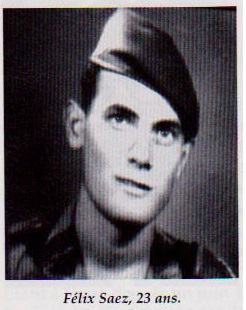 Félix Saez, 23 ans.